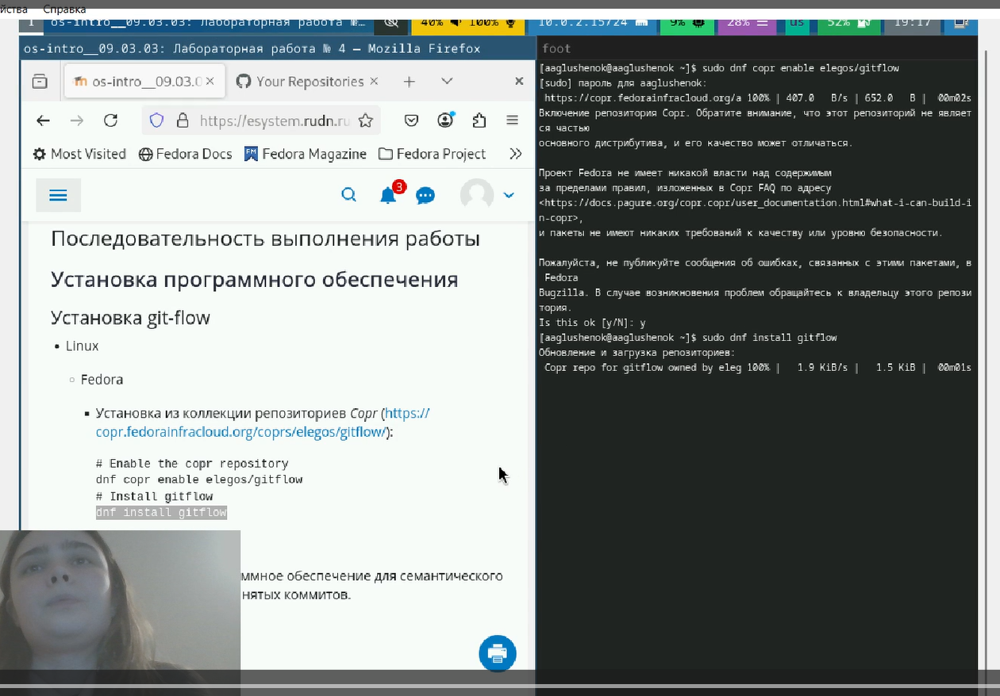 йства Справка
1 os-intro__09.03.03: Лабораторная работа №… 40% 100% 10.0.2.15/24 9% 28% us 52% 19:17
os-intro__09.03.03: Лабораторная работа № 4 — Mozilla Firefox
foot
os-intro__09.03.0 Your Repositories
https://esystem.rudn.ru
Most Visited Fedora Docs Fedora Magazine Fedora Project
3
Последовательность выполнения работы
Установка программного обеспечения
Установка git-flow
Linux
Fedora
Установка из коллекции репозиториев Copr (https://
copr.fedorainfracloud.org/coprs/elegos/gitflow/):
# Enable the copr repository
dnf copr enable elegos/gitflow
# Install gitflow
dnf install gitflow
ммное обеспечение для семантического
нятых коммитов.
[aaglushenok@aaglushenok ~]$ sudo dnf copr enable elegos/gitflow
[sudo] пароль для aaglushenok:
https://copr.fedorainfracloud.org/a 100% | 407.0 B/s | 652.0 B | 00m02s
Включение репозитория Copr. Обратите внимание, что этот репозиторий не являет
ся частью
основного дистрибутива, и его качество может отличаться.
Проект Fedora не имеет никакой власти над содержимым
за пределами правил, изложенных в Copr FAQ по адресу
<https://docs.pagure.org/copr.copr/user_documentation.html#what-i-can-build-i
n-copr>,
и пакеты не имеют никаких требований к качеству или уровню безопасности.
Пожалуйста, не публикуйте сообщения об ошибках, связанных с этими пакетами, в
Fedora
Bugzilla. В случае возникновения проблем обращайтесь к владельцу этого репози
тория.
Is this ok [y/N]: y
[aaglushenok@aaglushenok ~]$ sudo dnf install gitflow
Обновление и загрузка репозиториев:
Copr repo for gitflow owned by eleg 100% | 1.9 KiB/s | 1.5 KiB | 00m01s